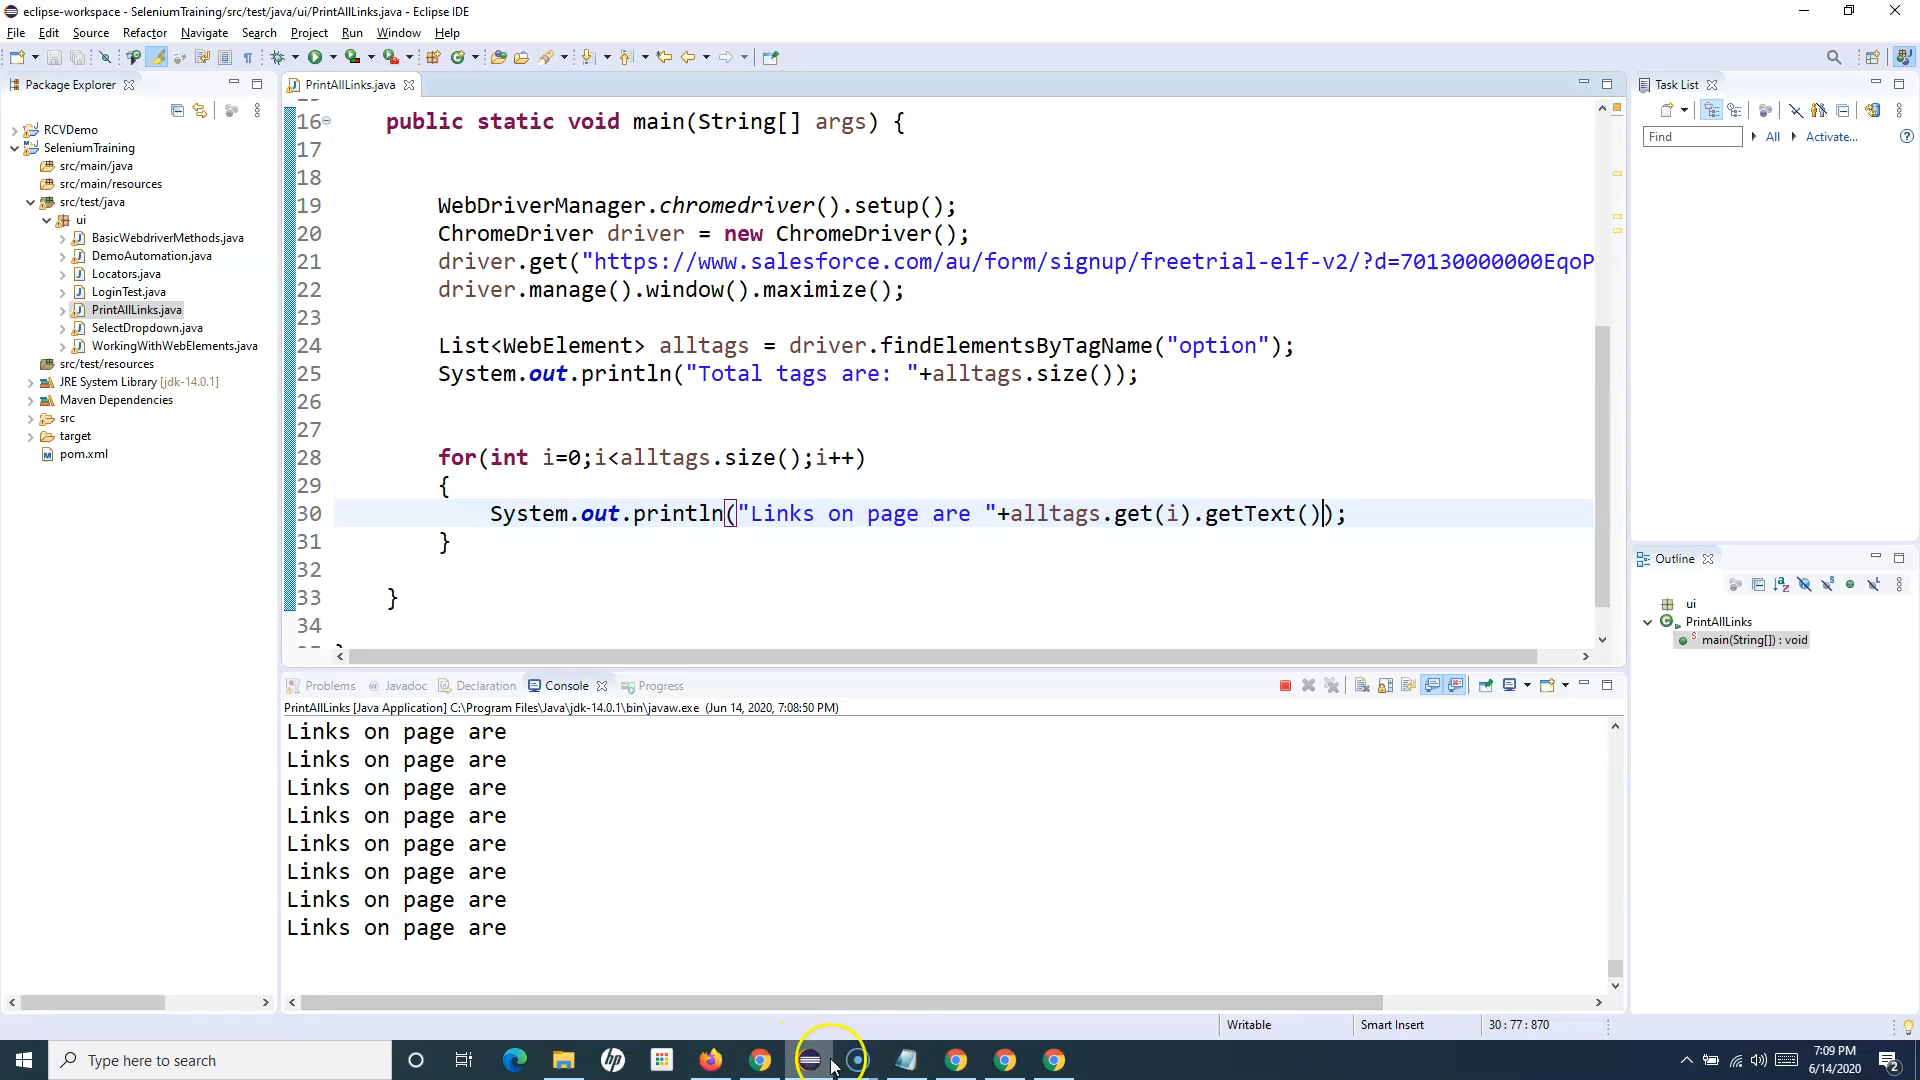 eclipse-workspace - SeleniumTraining/src/test/java/ui/PrintAllLinks.java - Eclipse IDE
File Edit Source Refactor Navigate Search Project Run Window Help
Package Explorer
RCVDemo
SeleniumTraining
src/main/java
src/main/resources
src/test/java
ui
BasicWebdriverMethods.java
DemoAutomation.java
Locators.java
LoginTest.java
PrintAllLinks.java
SelectDropdown.java
WorkingWithWebElements.java
src/test/resources
JRE System Library [jdk-14.0.1]
Maven Dependencies
src
target
pom.xml
PrintAllLinks.java
16 public static void main(String[] args) {
17
18
19 WebDriverManager.chromedriver().setup();
20 ChromeDriver driver = new ChromeDriver();
21 driver.get("https://www.salesforce.com/au/form/signup/freetrial-elf-v2/?d=70130000000EqoP
22 driver.manage().window().maximize();
23
24 List<WebElement> alltags = driver.findElementsByTagName("option");
25 System.out.println("Total tags are: "+alltags.size());
26
27
28 for(int i=0;i<alltags.size();i++)
29 {
30 System.out.println("Links on page are "+alltags.get(i).getText());
31 }
32
33 }
34
Problems Javadoc Declaration Console Progress
PrintAllLinks [Java Application] C:\Program Files\Java\jdk-14.0.1\bin\javaw.exe (Jun 14, 2020, 7:08:50 PM)
Links on page are
Links on page are
Links on page are
Links on page are
Links on page are
Links on page are
Links on page are
Links on page are
Task List
Find All Activate...
Outline
ui
PrintAllLinks
main(String[]) : void
Writable Smart Insert 30 : 77 : 870
Type here to search
7:09 PM
6/14/2020
2